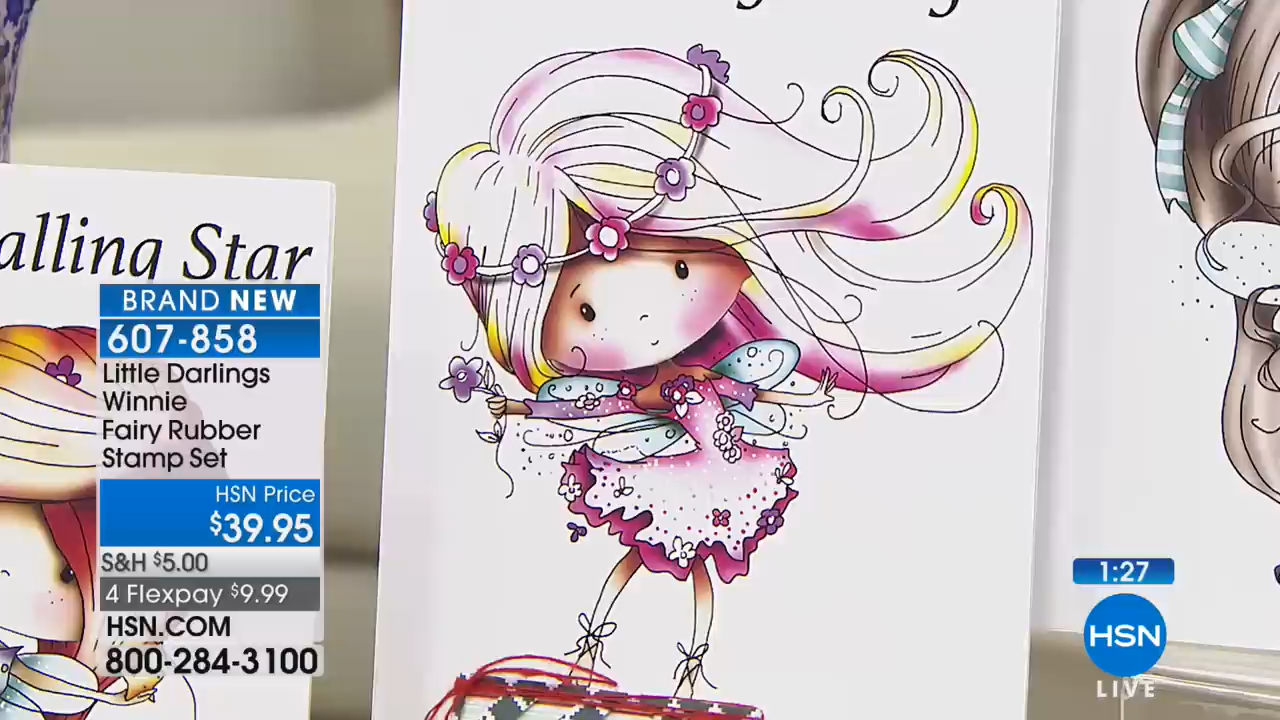 alling Star
BRAND NEW
607-858
Little Darlings
Winnie
Fairy Rubber
Stamp Set
HSN Price
$39.95
S&H $5.00
4 Flexpay $9.99
HSN.COM
800-284-3100
1:27
HSN
LIVE